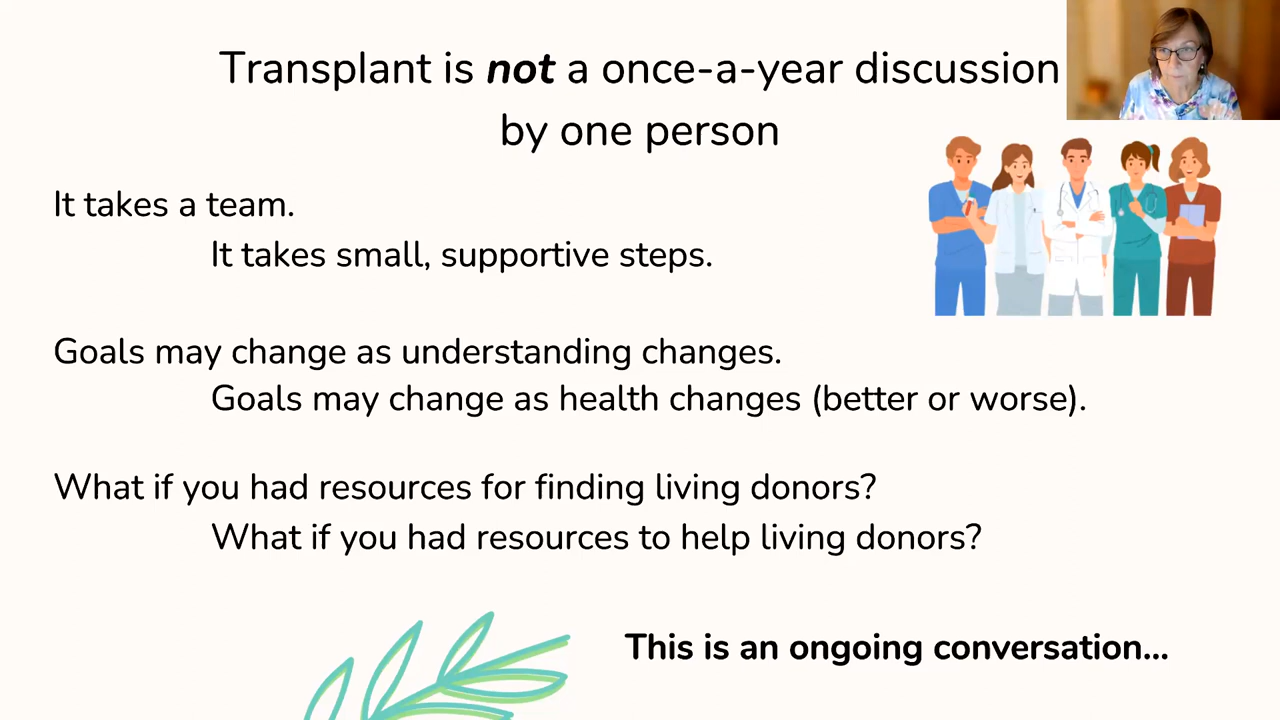 Transplant is not a once-a-year discussion
by one person
It takes a team.
It takes small, supportive steps.
Goals may change as understanding changes.
Goals may change as health changes (better or worse).
What if you had resources for finding living donors?
What if you had resources to help living donors?
This is an ongoing conversation...